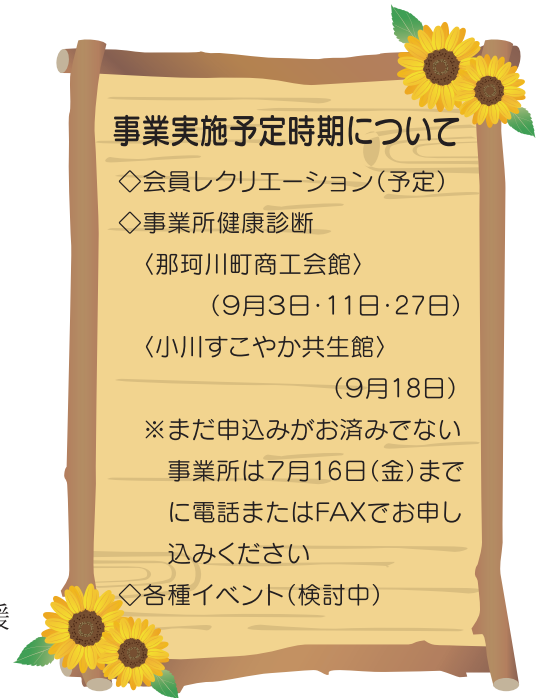 事業実施予定時期について
◇会員レクリエーション（予定）
◇事業所健康診断
〈那珂川町商工会館〉
（9月3日・11日・27日）
〈小川すこやか共生館〉
（9月18日）
※まだ申込みがお済みでない
事業所は7月16日（金）まで
に電話またはFAXでお申し
込みください
◇各種イベント（検討中）